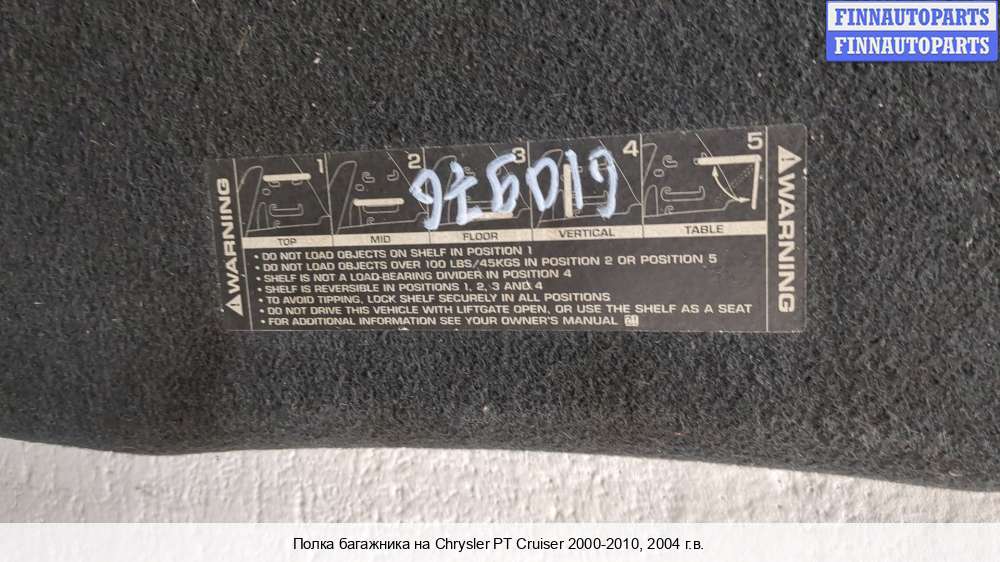 FINNAUTOPARTS
FINNAUTOPARTS
WARNING
1 2 3 4 5
TOP MID FLOOR VERTICAL TABLE
• DO NOT LOAD OBJECTS ON SHELF IN POSITION 1
• DO NOT LOAD OBJECTS OVER 100 LBS/45KGS IN POSITION 2 OR POSITION 5
• SHELF IS NOT A LOAD-BEARING DIVIDER IN POSITION 4
• SHELF IS REVERSIBLE IN POSITIONS 1, 2, 3 AND 4
• TO AVOID TIPPING, LOCK SHELF SECURELY IN ALL POSITIONS
• DO NOT DRIVE THIS VEHICLE WITH LIFTGATE OPEN, OR USE THE SHELF AS A SEAT
• FOR ADDITIONAL INFORMATION SEE YOUR OWNER'S MANUAL
WARNING
Полка багажника на Chrysler PT Cruiser 2000-2010, 2004 г.в.